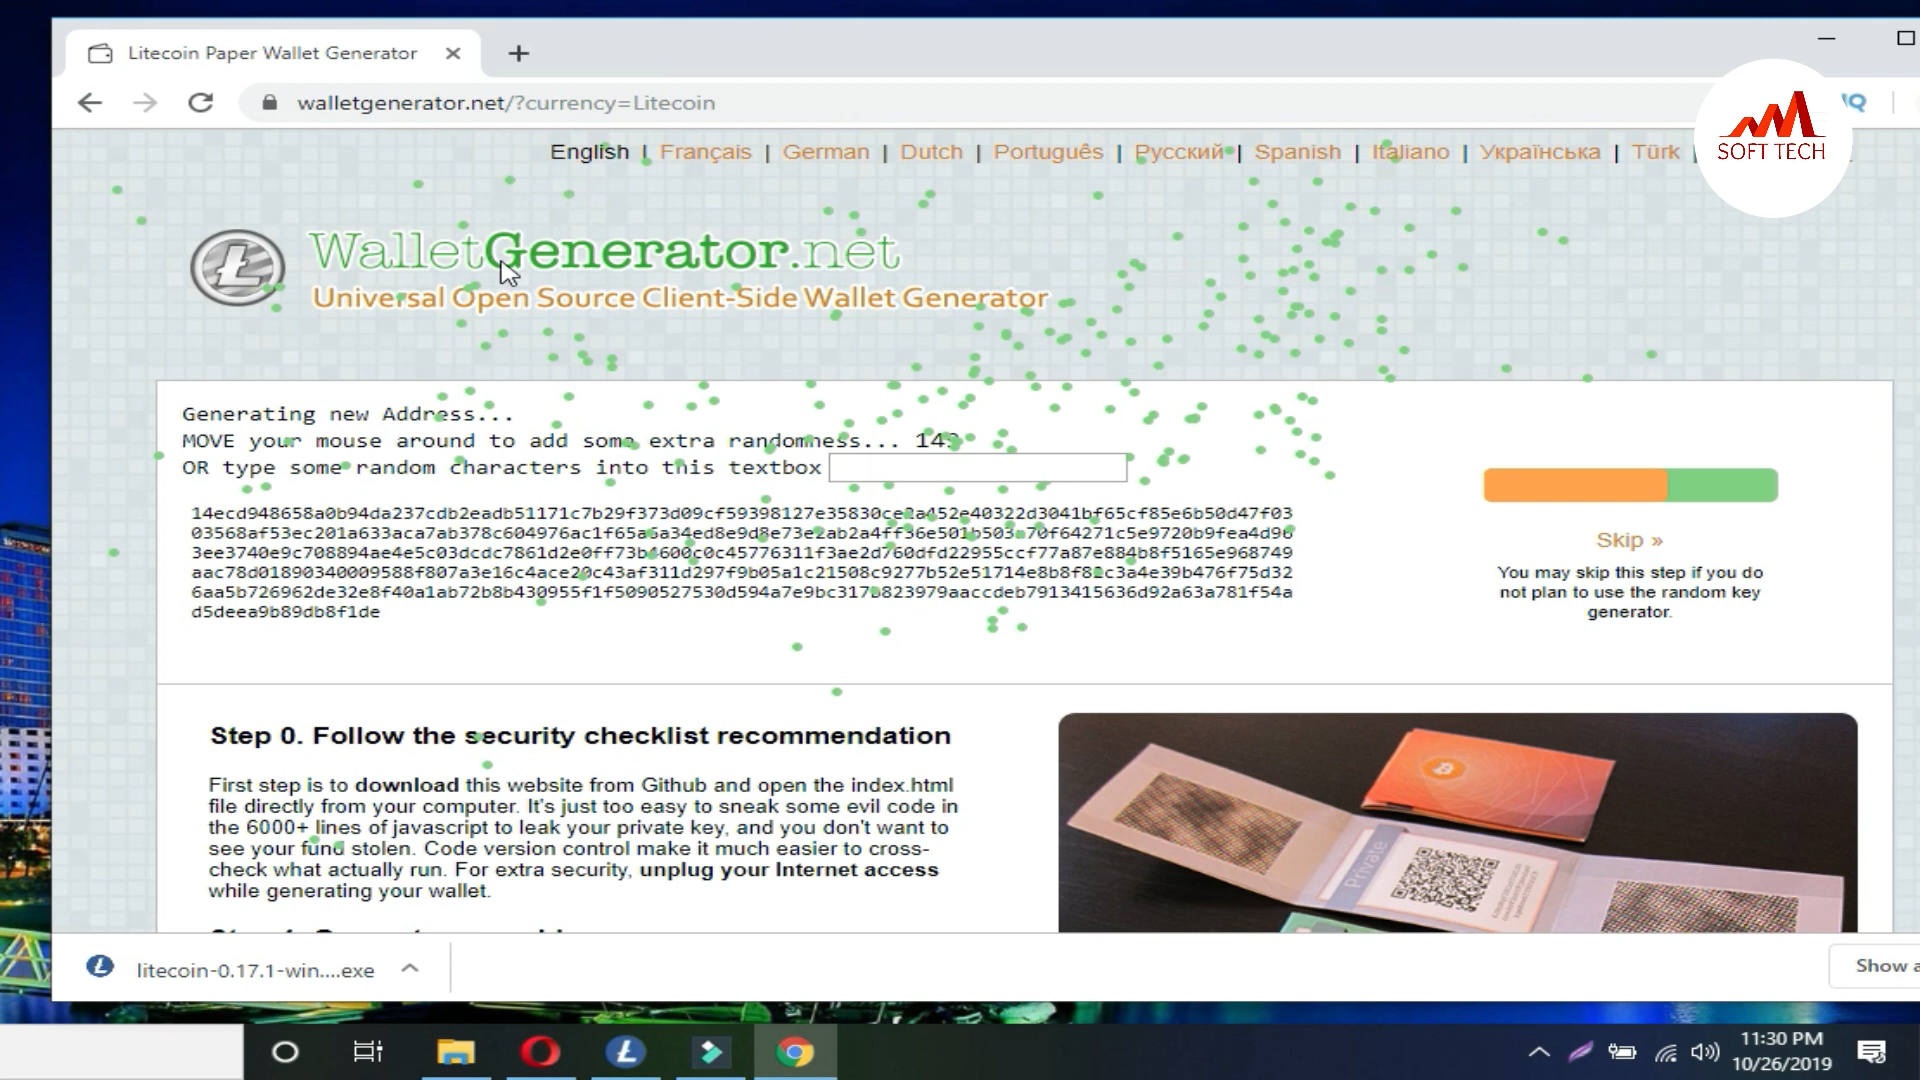 Litecoin Paper Wallet Generator
walletgenerator.net/?currency=Litecoin
SOFT TECH
English | Français | German | Dutch | Português | Русский | Spanish | Italiano | Українська | Türk
WalletGenerator.net
Universal Open Source Client-Side Wallet Generator
Generating new Address...
MOVE your mouse around to add some extra randomness...
OR type some random characters into this textbox
Skip »
You may skip this step if you do
not plan to use the random key
generator.
Step 0. Follow the security checklist recommendation
First step is to download this website from Github and open the index.html
file directly from your computer. It's just too easy to sneak some evil code in
the 6000+ lines of javascript to leak your private key, and you don't want to
see your fund stolen. Code version control make it much easier to cross-
check what actually run. For extra security, unplug your Internet access
while generating your wallet.
Private
litecoin-0.17.1-win....exe
Show a
11:30 PM
10/26/2019